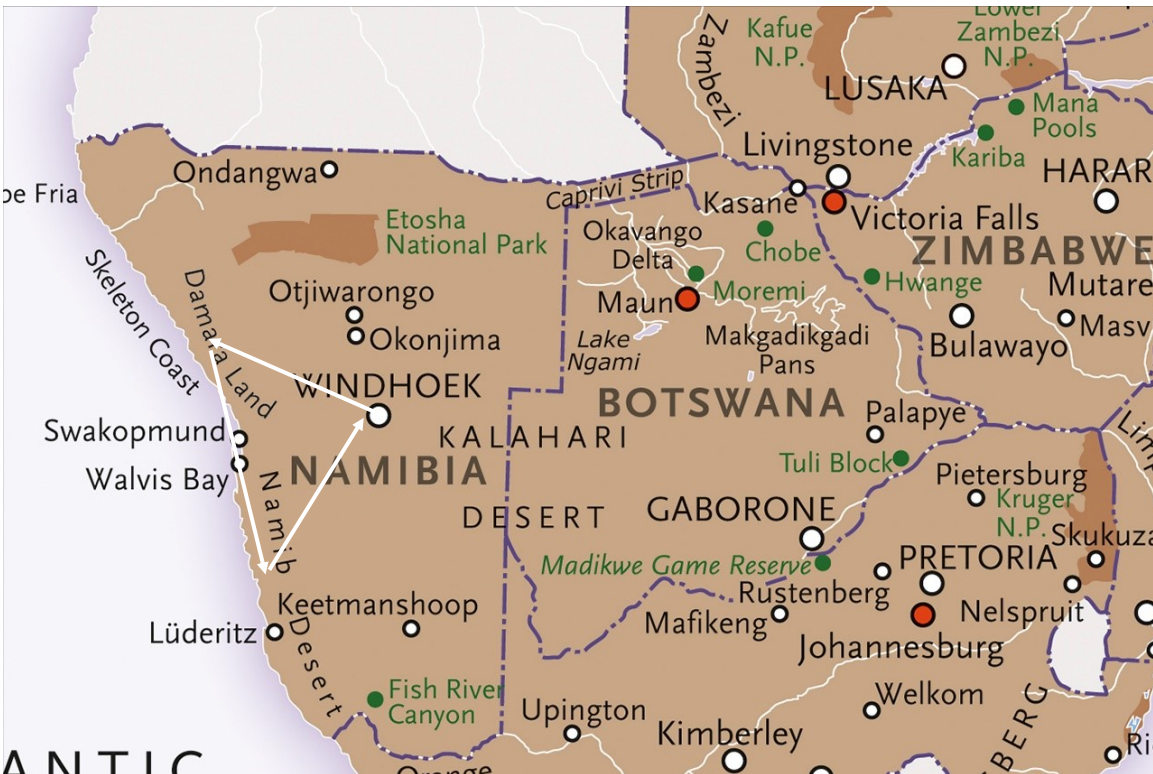 Kafue
N.P.
Zambezi
Lower
Zambezi
N.P.
LUSAKA
Mana
Pools
Kariba
Livingstone
HARAR
Ondangwa
Caprivi Strip
Kasane
Victoria Falls
pe Fria
Etosha
National Park
Okavango
Delta
Chobe
ZIMBABWE
Skeleton Coast
Damara Land
Otjiwarongo
Maun
Moremi
Hwange
Mutare
Okonjima
Lake
Ngami
Makgadikgadi
Pans
Bulawayo
Masv
WINDHOEK
BOTSWANA
Palapye
Limp
Swakopmund
KALAHARI
Walvis Bay
NAMIBIA
Tuli Block
Pietersburg
Namib
Desert
DESERT
GABORONE
Kruger
N.P.
Skukuza
Madikwe Game Reserve
PRETORIA
Keetmanshoop
Rustenberg
Lüderitz
Mafikeng
Nelspruit
Johannesburg
Fish River
Canyon
Upington
Welkom
Kimberley
BERG
Ri
ANTIC
Orange